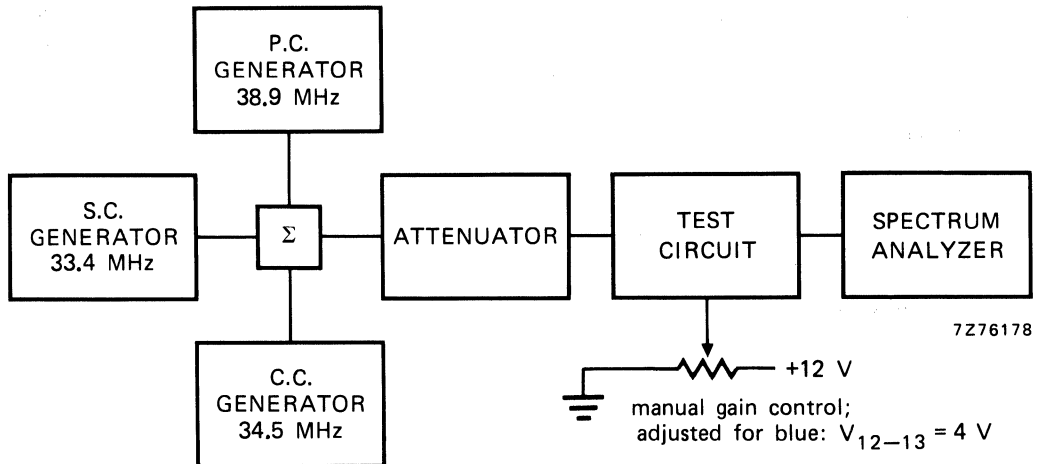 P.C.
GENERATOR
38.9 MHz
S.C.
GENERATOR
33.4 MHz
Σ
ATTENUATOR
TEST
CIRCUIT
SPECTRUM
ANALYZER
7Z76178
C.C.
GENERATOR
34.5 MHz
+12 V
manual gain control;
adjusted for blue: V12–13 = 4 V